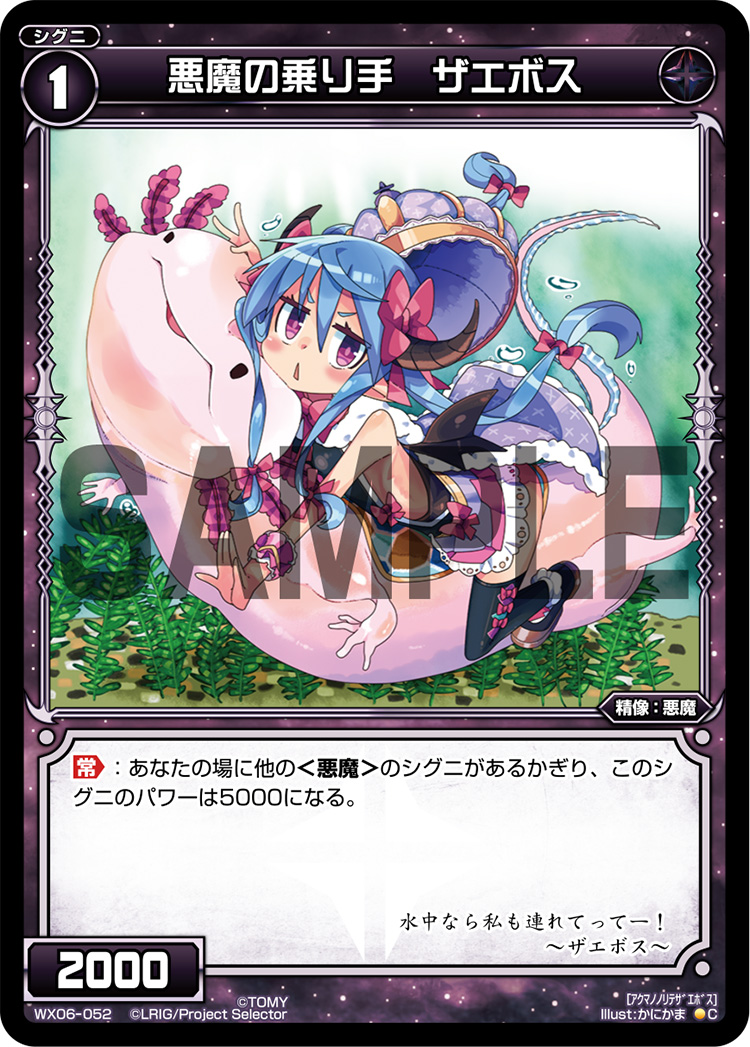 シグニ
1
悪魔の乗り手　ザエボス
SAMPLE
精像：悪魔
常：あなたの場に他の＜悪魔＞のシグニがあるかぎり、このシ
グニのパワーは5000になる。
水中なら私も連れてってー！
～ザエボス～
2000
©TOMY
WX06-052 ©LRIG/Project Selector
[ｱｸﾏﾉﾉﾘﾃｻﾞｴﾎﾞｽ]
Illust:かにかま C